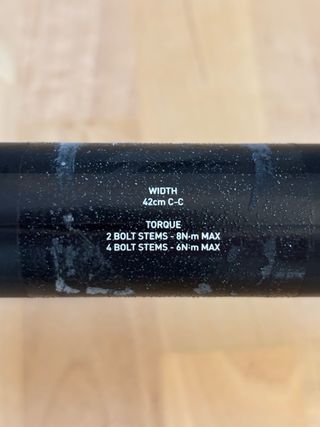 WIDTH
42cm C-C
TORQUE
2 BOLT STEMS - 8N·m MAX
4 BOLT STEMS - 6N·m MAX